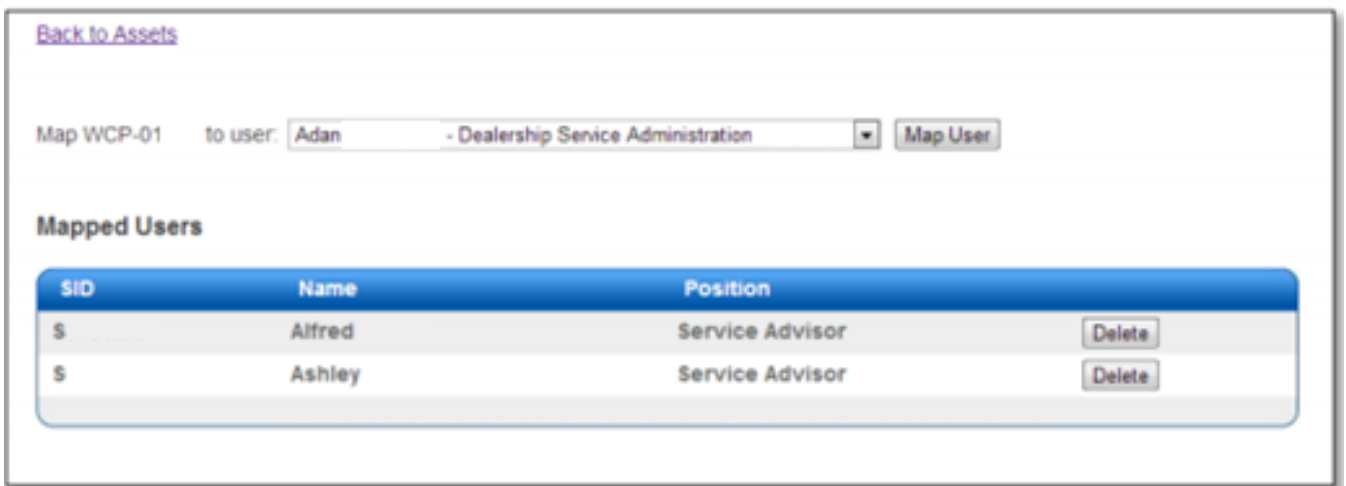 Back to Assets
Map WCP-01 to user: Adan - Dealership Service Administration Map User
Mapped Users
SID Name Position
S Alfred Service Advisor Delete
S Ashley Service Advisor Delete